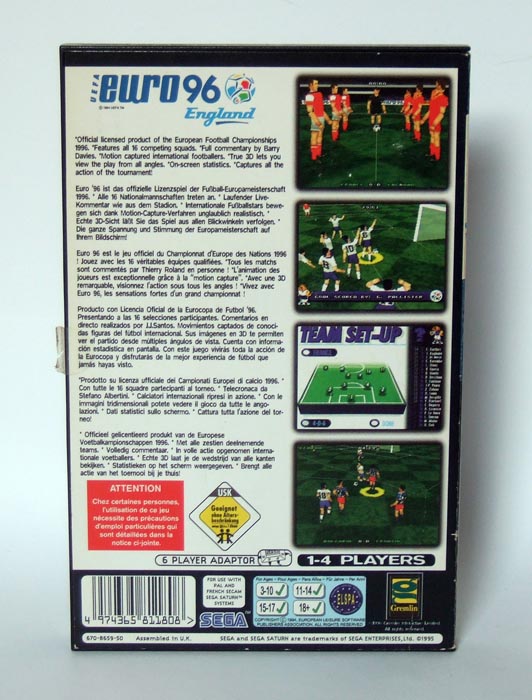 UEFA
euro 96
England
"Official licensed product of the European Football Championships
1996. *Features all 16 competing squads. *Full commentary by Barry
Davies. *Motion captured international footballers. *True 3D lets you
view the play from all angles. *On-screen statistics. *Captures all the
action of the tournament!
Euro '96 ist das offizielle Lizenzspiel der Fußball-Europameisterschaft
1996. * Alle 16 Nationalmannschaften treten an. * Laufender Live-
Kommentar wie aus dem Stadion. * Internationale Fußballstars bewe-
gen sich dank Motion-Capture-Verfahren unglaublich realistisch. *
Echte 3D-Sicht läßt Sie das Spiel aus allen Blickwinkeln verfolgen. *
Die ganze Spannung und Stimmung der Europameisterschaft auf
Ihrem Bildschirm!
Euro 96 est le jeu officiel du Championnat d'Europe des Nations 1996
! Jouez avec les 16 véritables équipes qualifiées. *Tous les matchs
sont commentés par Thierry Roland en personne ! *L'animation des
joueurs est exceptionnelle grâce à la "motion capture". *Avec une 3D
remarquable, visionnez l'action sous tous les angles ! *Vivez avec
Euro 96, les sensations fortes d'un grand championnat !
Producto con Licencia Oficial de la Eurocopa de Futbol '96.
Presentando a las 16 selecciones participantes. Comentarios en
directo realizados por J.J.Santos. Movimientos captados de conoci-
das figuras del fútbol internacional. Sus imágenes en 3D te permiten
ver el partido desde múltiples ángulos de vista. Cuenta con informa-
ción estadística en pantalla. Con este juego vivirás toda la acción de
la Eurocopa y disfrutarás de la mejor experiencia de fútbol que
jamás hayas visto.
*Prodotto su licenza ufficiale dei Campionati Europei di calcio 1996. *
Con tutte le 16 squadre partecipanti al torneo. * Telecronaca da
Stefano Albertini. * Calciatori internazionali ripresi in azione. * Con le
immagini tridimensionali potete vedere il gioco da tutte le ango-
lazioni. * Dati statistici sullo schermo. * Cattura tutta l'azione del tor-
neo!
* Officieel gelicentieerd produkt van de Europese
Voetbalkampioenschappen 1996. * Met alle zestien deelnemende
teams. * Volledig commentaar. * In volle actie opgenomen interna-
tionale voetballers. * Echte 3D laat je de wedstrijd van alle kanten
bekijken. * Statistieken op het scherm weergegeven. * Brengt alle
actie van het toernooi bij je thuis!
GOAL SCORED BY: G. PALLISTER
TEAM SET-UP
FRANCE
ATTENTION
Chez certaines personnes,
l'utilisation de ce jeu
nécessite des précautions
d'emploi particulières qui
sont détaillées dans la
notice ci-jointe.
USK
Geeignet
ohne Alters-
beschränkung
6 PLAYER ADAPTOR
1-4 PLAYERS
4 974365 811808 >
FOR USE WITH
PAL AND
FRENCH SECAM
SEGA SATURN™
SYSTEMS
SEGA
3-10
11-14
15-17
18+
ELSPA
COPYRIGHT 1994, EUROPEAN LEISURE SOFTWARE
PUBLISHERS ASSOCIATION. ALL RIGHTS RESERVED.
Gremlin
670-8659-50
Assembled in U.K.
SEGA and SEGA SATURN are trademarks of SEGA ENTERPRISES,Ltd. ©1995